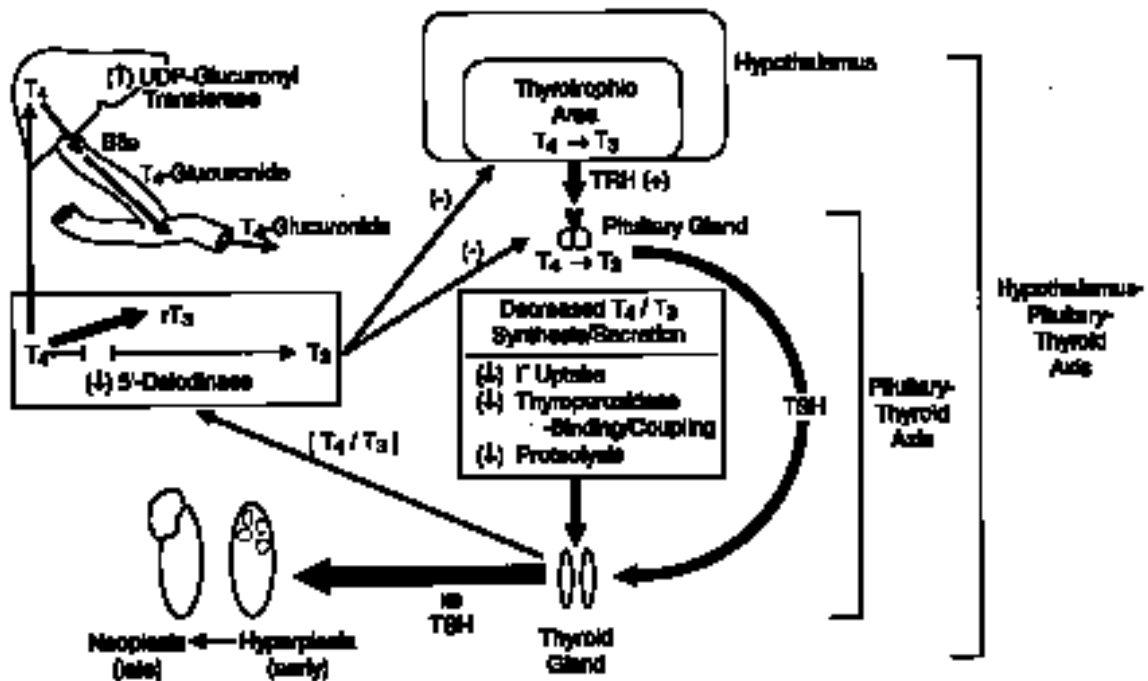 (↑) UDP-Glucuronyl
Transferase
T₄
Bile
T₄-Glucuronide
T₄-Glucuronide
Hypothalamus
Thyrotrophic
Area
T₄ → T₃
TRH (+)
(-)
(-)
Pituitary Gland
T₄ → T₃
rT₃
T₄
T₃
(↓) 5'-Deiodinase
Decreased T₄ / T₃
Synthesis/Secretion
(↓) I⁻ Uptake
(↓) Thyroperoxidase
-Binding/Coupling
(↓) Proteolysis
TSH
Pituitary-
Thyroid
Axis
Hypothalamus-
Pituitary-
Thyroid
Axis
[ T₄ / T₃ ]
TSH
Thyroid
Gland
Neoplasia
(late)
Hyperplasia
(early)